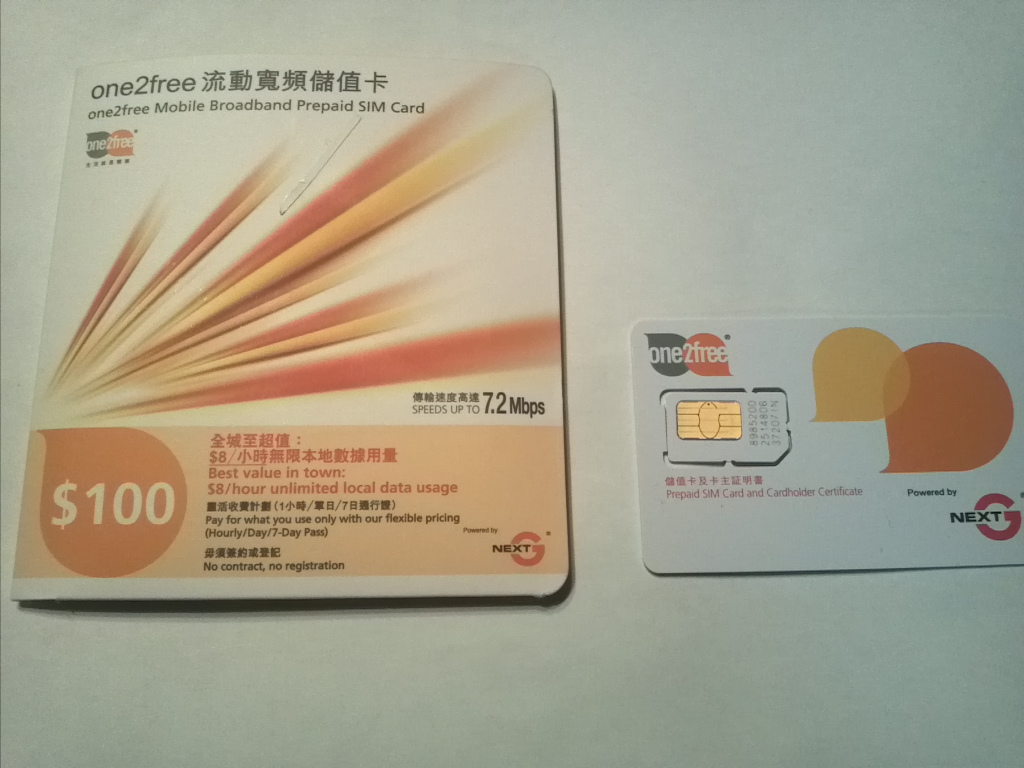 one2free 流動寬頻儲值卡
one2free Mobile Broadband Prepaid SIM Card
one2free
傳輸速度高達
SPEEDS UP TO 7.2 Mbps
$100
全城至超值：
$8/小時無限本地數據用量
Best value in town:
$8/hour unlimited local data usage
靈活收費計劃（1小時/單日/7日通行證）
Pay for what you use only with our flexible pricing
(Hourly/Day/7-Day Pass)
毋須簽約或登記
No contract, no registration
Powered by
NEXT G
one2free
8985200
2514806
372071N
儲值卡及卡主証明書
Prepaid SIM Card and Cardholder Certificate
Powered by
NEXT G